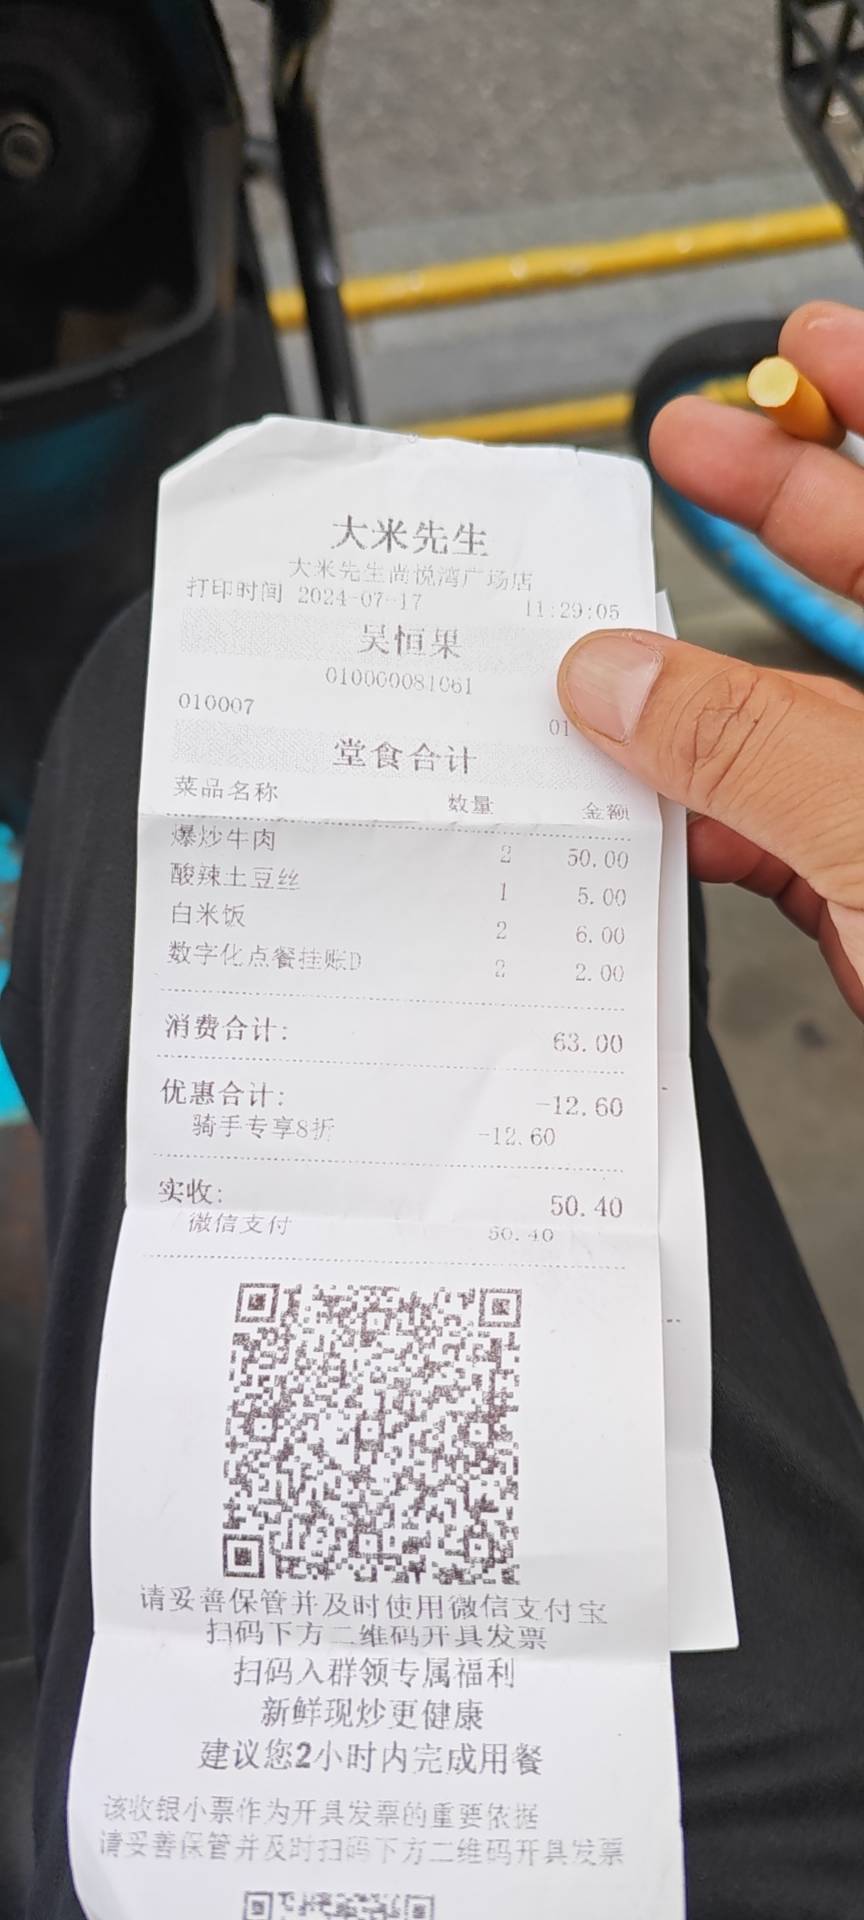 大米先生
大米先生尚悦湾广场店
打印时间 2024-07-17 11:29:05
吴恒果
010000081061
010007 01
堂食合计
菜品名称 数量 金额
爆炒牛肉 2 50.00
酸辣土豆丝 1 5.00
白米饭 2 6.00
数字化点餐挂账D 2 2.00
消费合计: 63.00
优惠合计: -12.60
骑手专享8折 -12.60
实收: 50.40
微信支付 50.40
请妥善保管并及时使用微信支付宝
扫码下方二维码开具发票
扫码入群领专属福利
新鲜现炒更健康
建议您2小时内完成用餐
该收银小票作为开具发票的重要依据
请妥善保管并及时扫码下方二维码开具发票